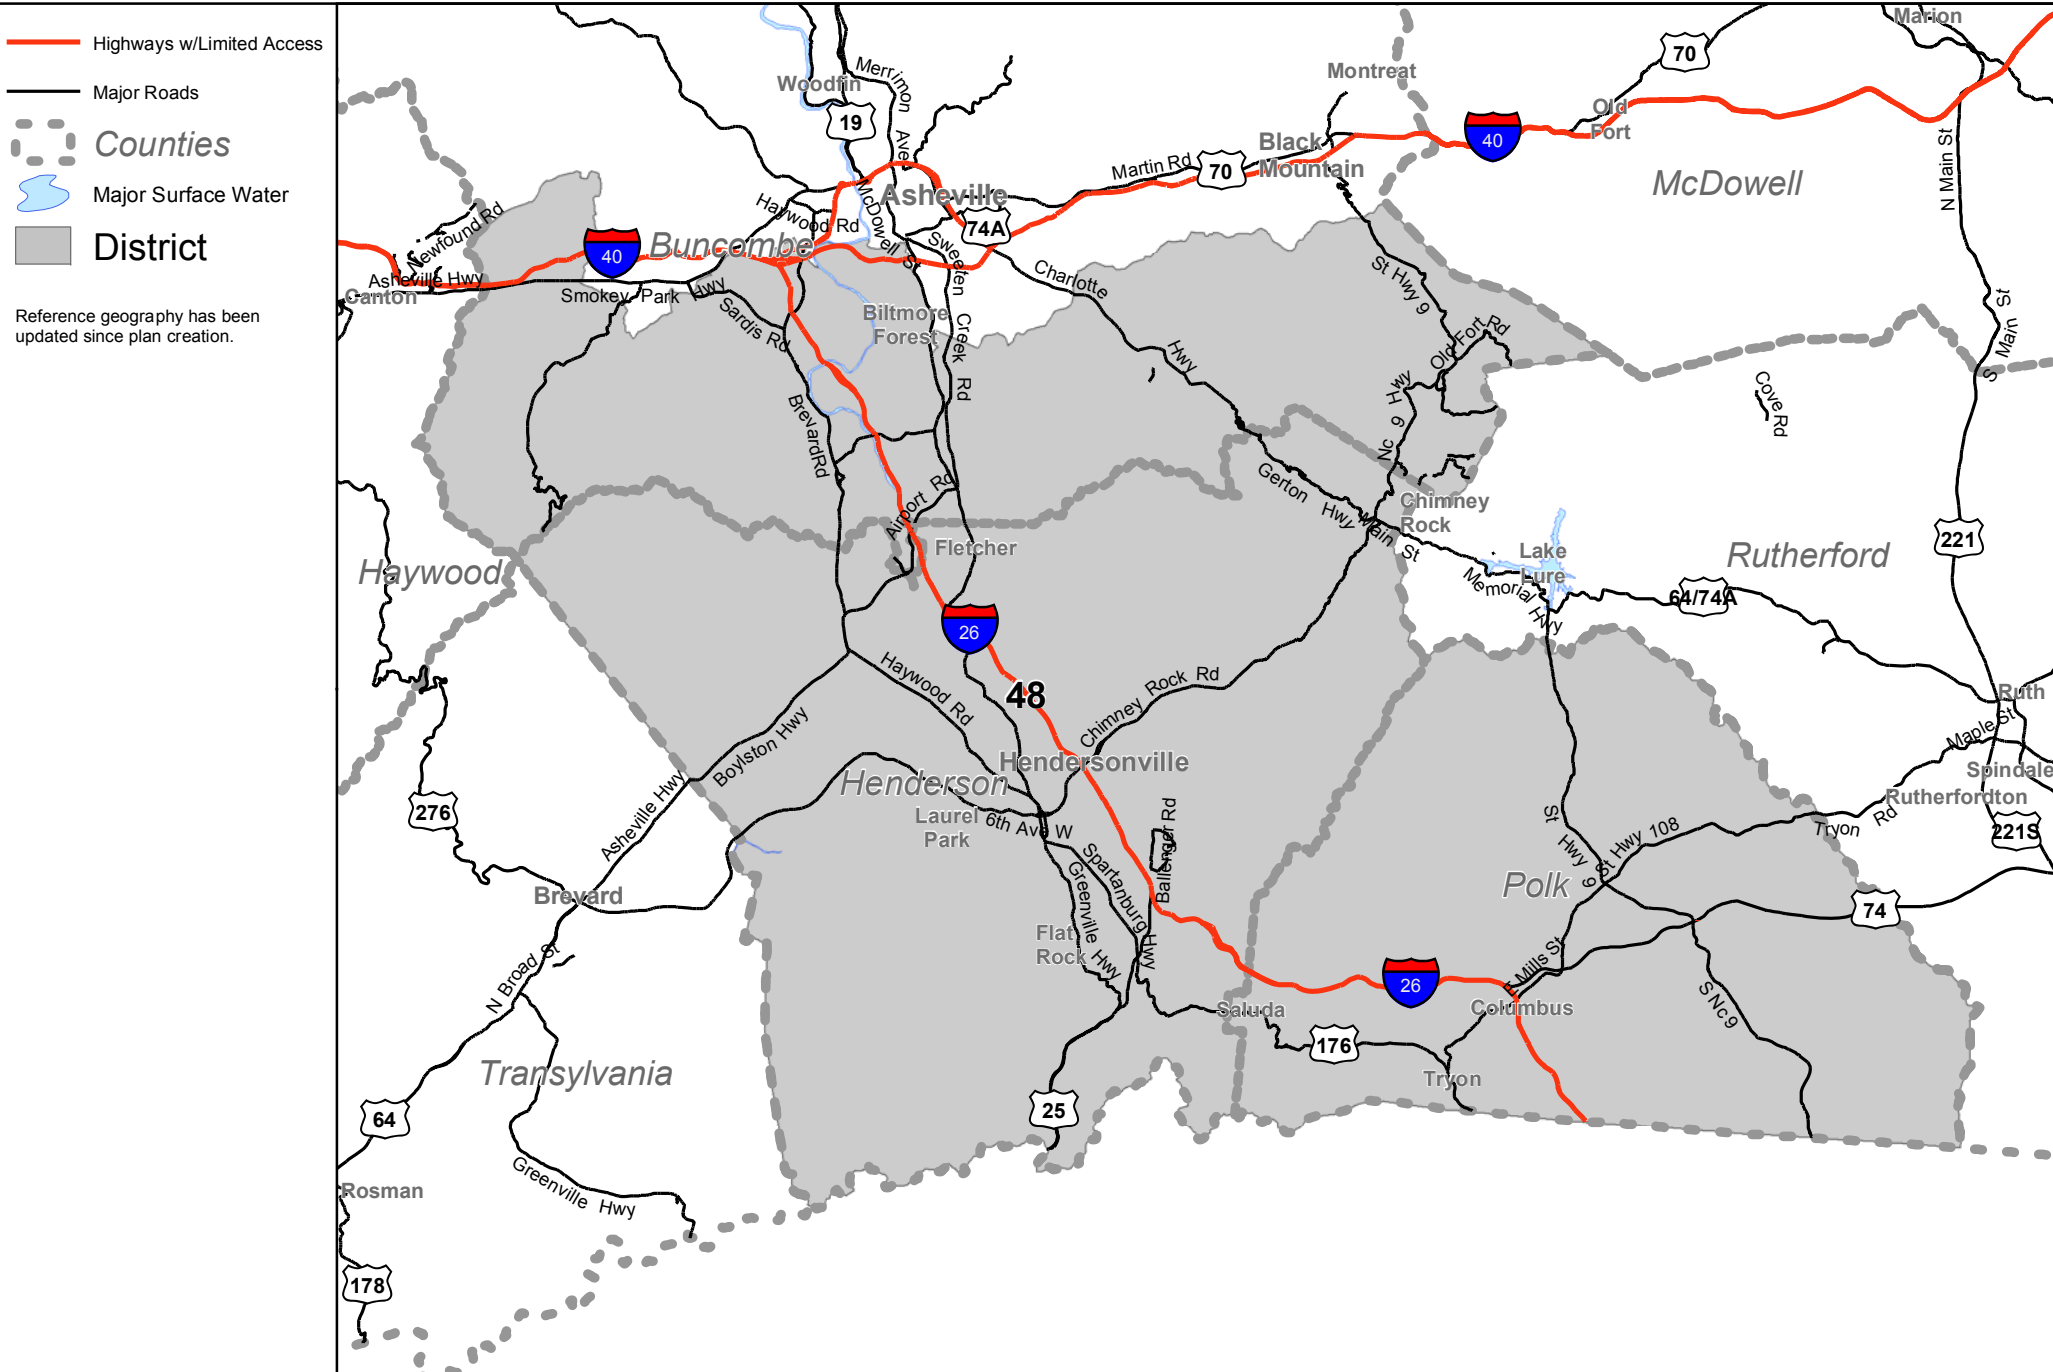 Highways w/Limited Access
Major Roads
Counties
Major Surface Water
District
Reference geography has been
updated since plan creation.
Marion
70
Montreat
Woodfin
Merrimon Ave
19
Old
Fort
40
Black
Mountain
Martin Rd
70
McDowell
N Main St
Asheville
74A
Haywood Rd
McDowell St
Newfound Rd
40
Buncombe
Sweeten Creek Rd
Charlotte Hwy
St Hwy 9
Asheville Hwy
Canton
Smokey Park Hwy
Sardis Rd
Biltmore
Forest
Old Fort Rd
S Main St
Cove Rd
Nc 9 Hwy
Brevard Rd
Gerton Hwy
Airport Rd
Chimney
Rock
Main St
Fletcher
Lake
Lure
221
Rutherford
Haywood
Memorial Hwy
64/74A
26
Haywood Rd
48
Chimney Rock Rd
Ruth
Maple St
Boylston Hwy
Hendersonville
Spindale
Henderson
Rutherfordton
276
Asheville Hwy
Laurel
Park
6th Ave W
Ballenger Rd
St Hwy 9
St Hwy 108
Tryon Rd
221S
Spartanburg Hwy
Greenville Hwy
Polk
Brevard
74
Flat
Rock
N Broad St
E Mills St
26
S Nc 9
Saluda
Columbus
176
Transylvania
Tryon
64
25
Greenville Hwy
Rosman
178